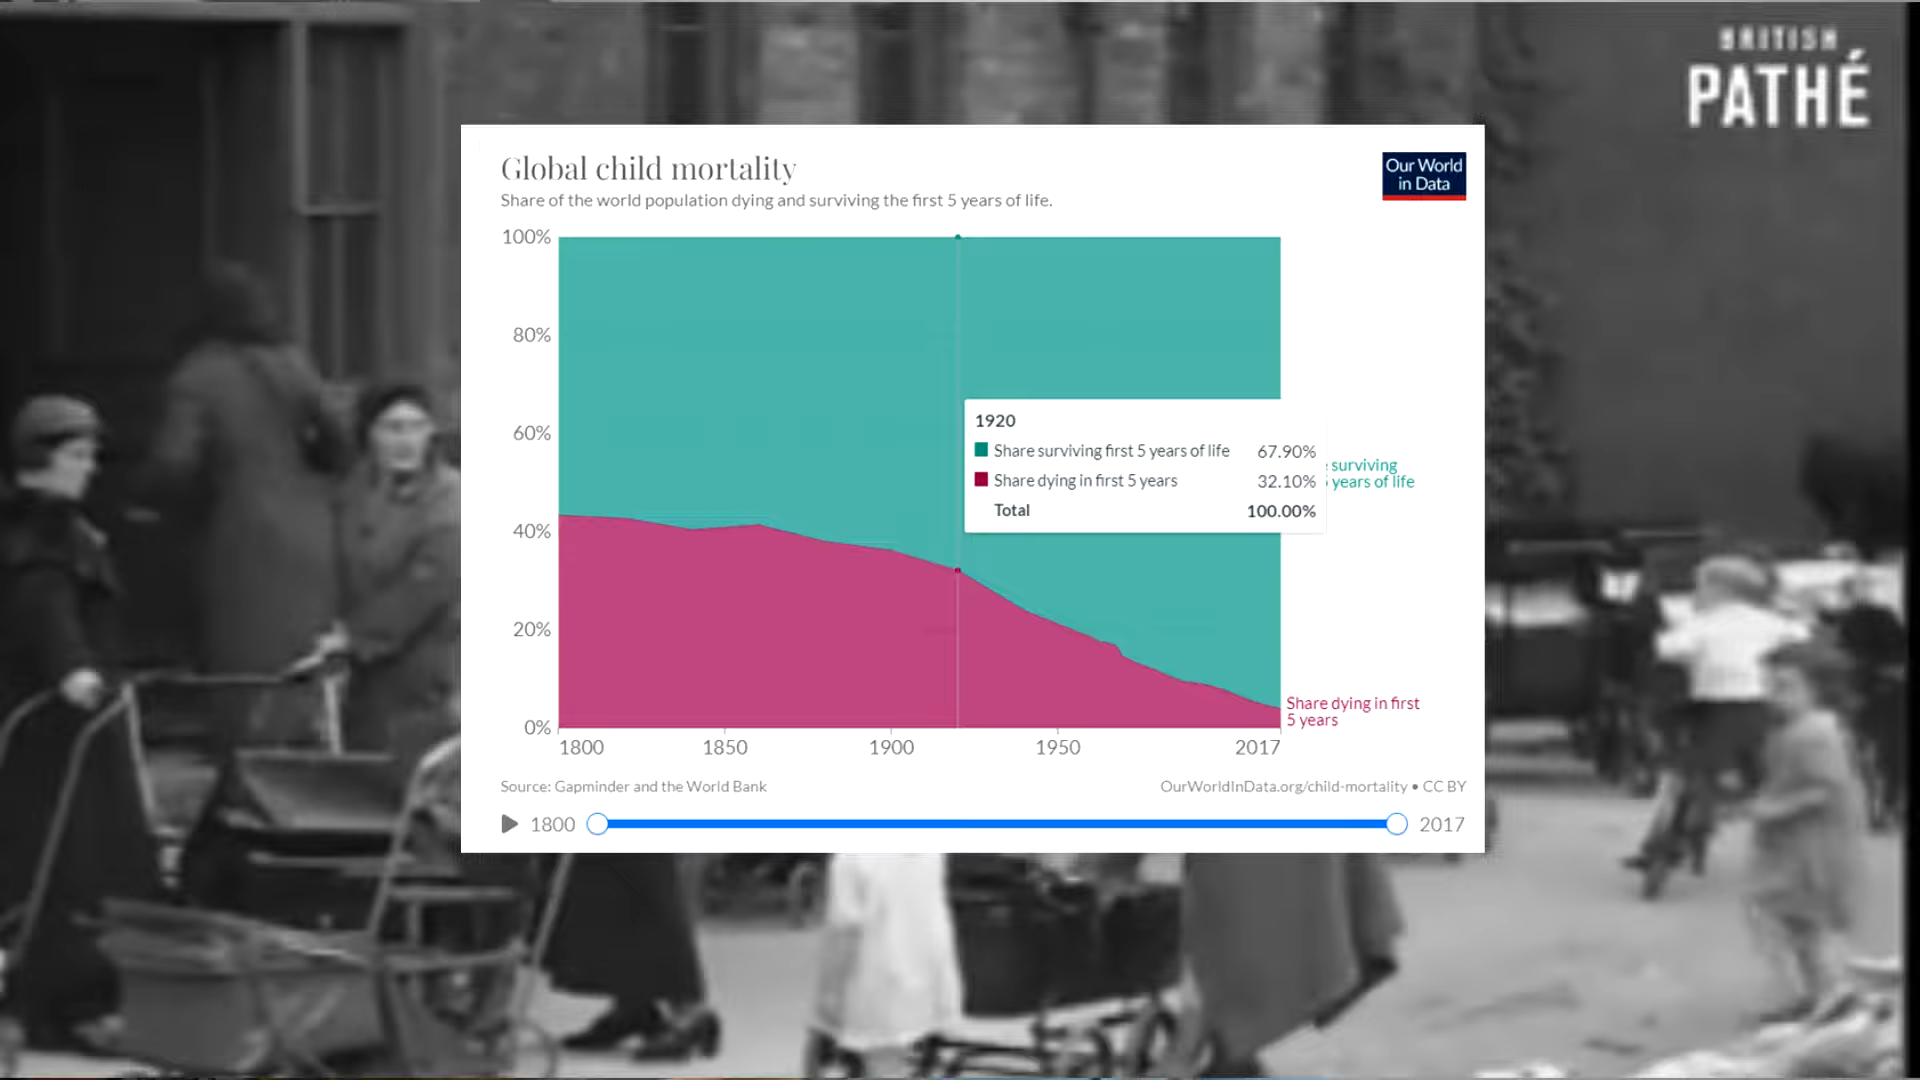 BRITISH
PATHÉ
Global child mortality
Share of the world population dying and surviving the first 5 years of life.
Our World
in Data
100%
80%
60%
40%
20%
0%
1920
Share surviving first 5 years of life 67.90%
Share dying in first 5 years 32.10%
Total 100.00%
surviving
years of life
Share dying in first
5 years
1800 1850 1900 1950 2017
Source: Gapminder and the World Bank
OurWorldInData.org/child-mortality • CC BY
1800 2017